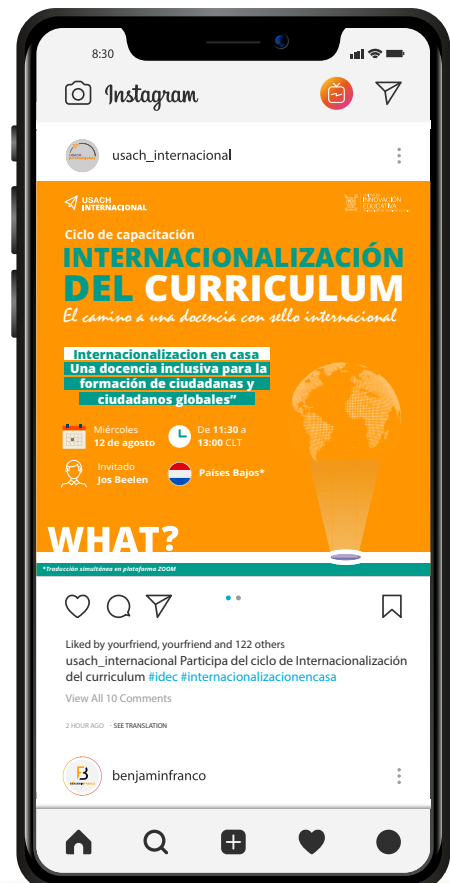 8:30
Instagram
usach_internacional
USACH
INTERNACIONAL
INNOVACIÓN
EDUCATIVA
Ciclo de capacitación
INTERNACIONALIZACIÓN
DEL CURRICULUM
El camino a una docencia con sello internacional
Internacionalizacion en casa
Una docencia inclusiva para la
formación de ciudadanas y
ciudadanos globales”
Miércoles
12 de agosto
De 11:30 a
13:00 CLT
Invitado
Jos Beelen
Países Bajos*
WHAT?
*Traducción simultánea en plataforma ZOOM
Liked by yourfriend, yourfriend and 122 others
usach_internacional Participa del ciclo de Internacionalización
del curriculum #idec #internacionalizacionencasa
View All 10 Comments
2 HOUR AGO · SEE TRANSLATION
benjaminfranco